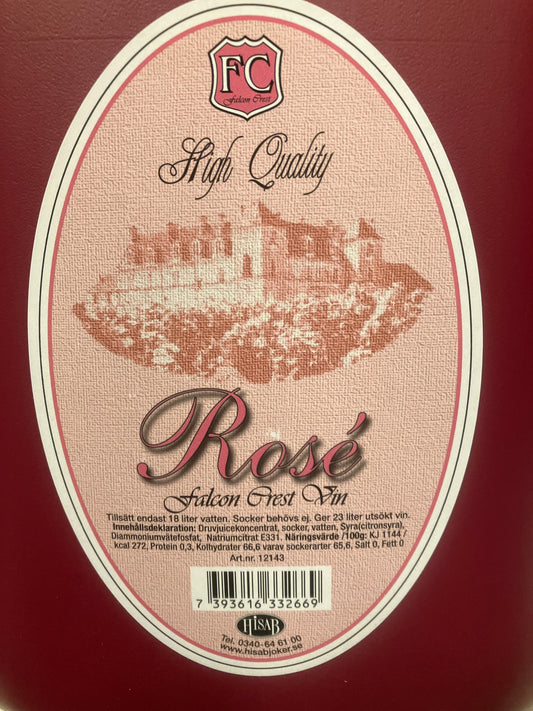 FC
Falcon Crest
High Quality
Rosé
Falcon Crest Vin
Tillsätt endast 18 liter vatten. Socker behövs ej. Ger 23 liter utsökt vin.
Innehållsdeklaration; Druvjuicekoncentrat, socker, vatten, Syra(citronsyra),
Diammoniumvätefosfat, Natriumcitrat E331. Näringsvärde /100g: KJ 1144 /
kcal 272, Protein 0,3, Kolhydrater 66,6 varav sockerarter 65,6, Salt 0, Fett 0
Art.nr. 12143
7 393616 332669
HISAB
Tel. 0340-64 61 00
www.hisabjoker.se